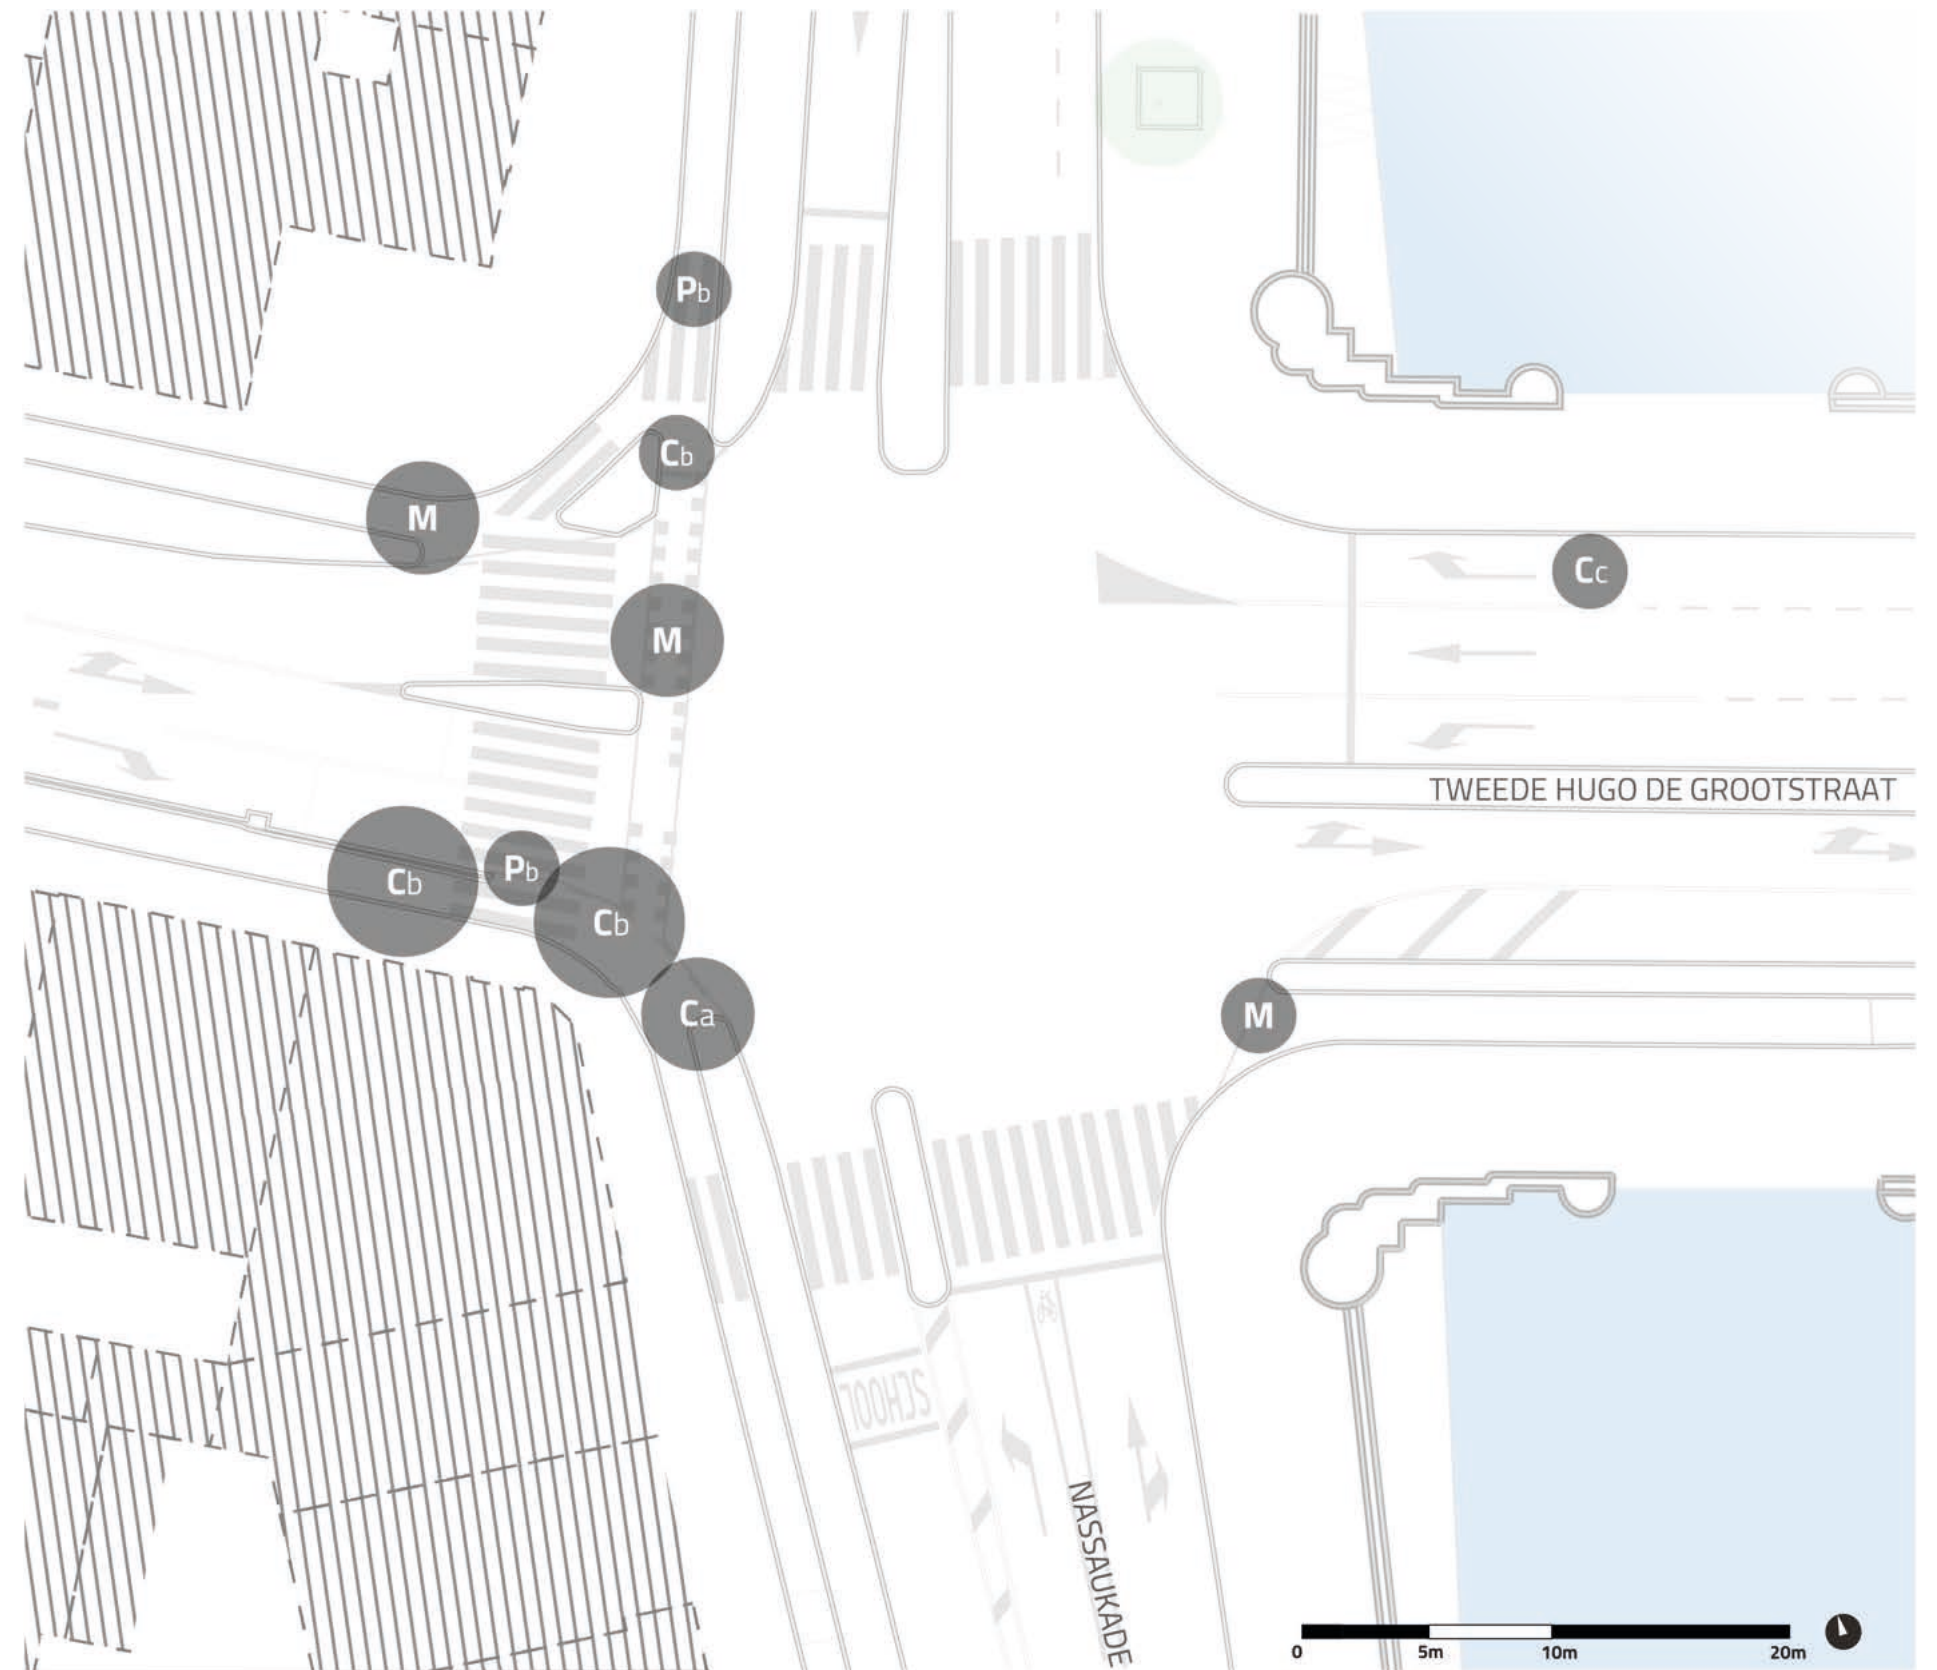 Pb
Cb
M
Cc
M
TWEEDE HUGO DE GROOTSTRAAT
Pb
Cb
Cb
Ca
M
SCHOOL
NASSAUKADE
0 5m 10m 20m